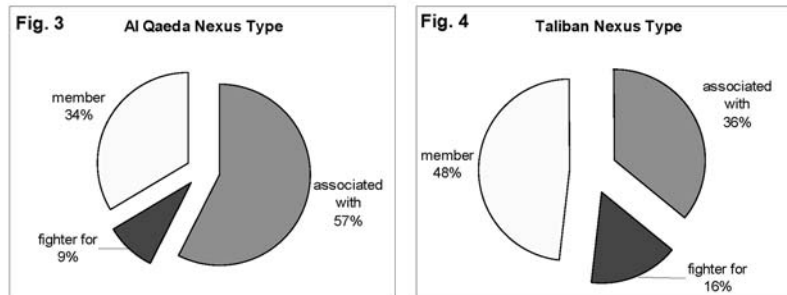 Fig. 3
Al Qaeda Nexus Type
member
34%
associated
with
57%
fighter for
9%
Fig. 4
Taliban Nexus Type
associated
with
36%
member
48%
fighter for
16%